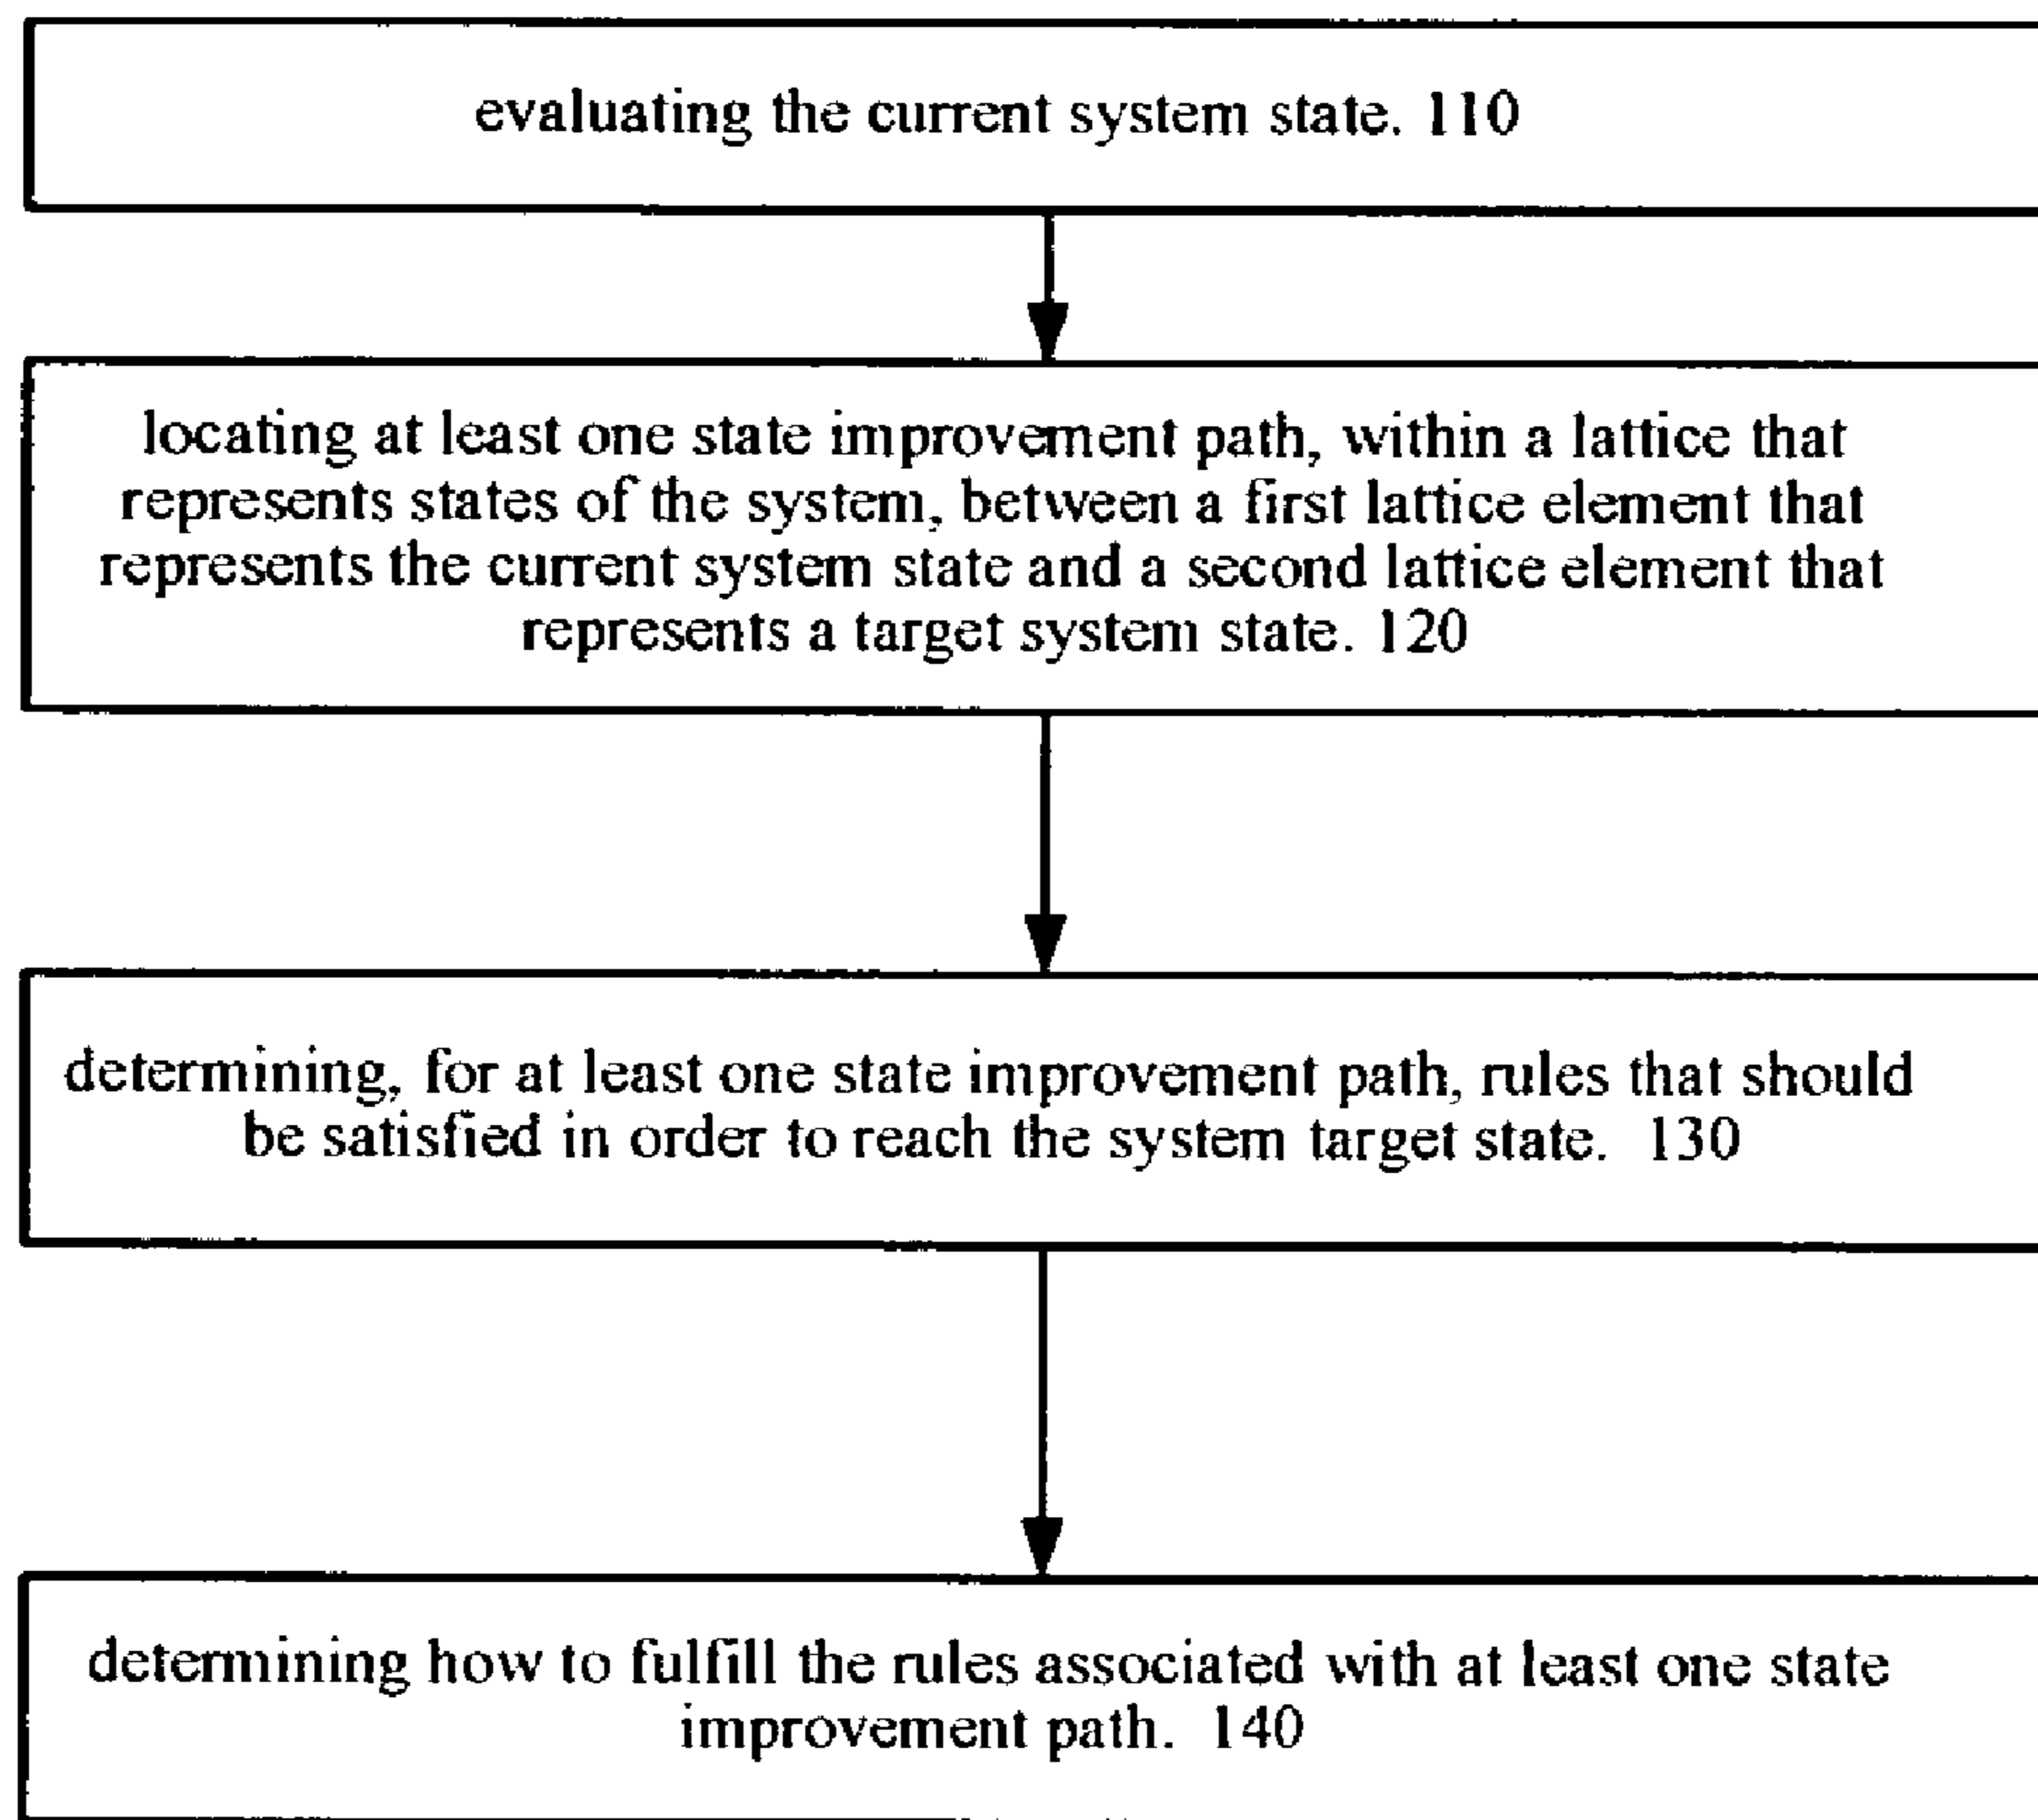 evaluating the current system state. 110
locating at least one state improvement path, within a lattice that
represents states of the system, between a first lattice element that
represents the current system state and a second lattice element that
represents a target system state. 120
determining, for at least one state improvement path, rules that should
be satisfied in order to reach the system target state. 130
determining how to fulfill the rules associated with at least one state
improvement path. 140